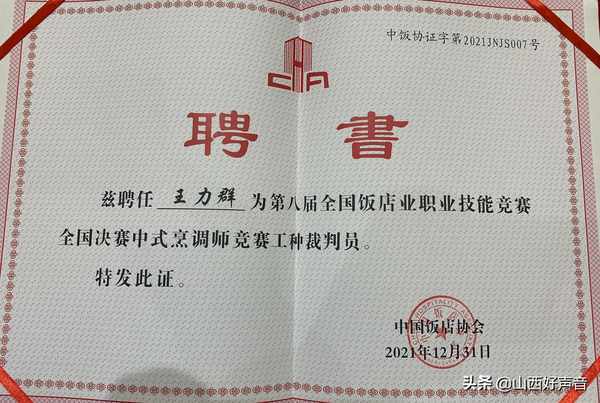 中饭协证字第2021JNJS007号
CHA
聘书
兹聘任 王力群 为第八届全国饭店业职业技能竞赛
全国决赛中式烹调师竞赛工种裁判员。
特发此证。
中国饭店协会
2021年12月31日
头条 @山西好声音